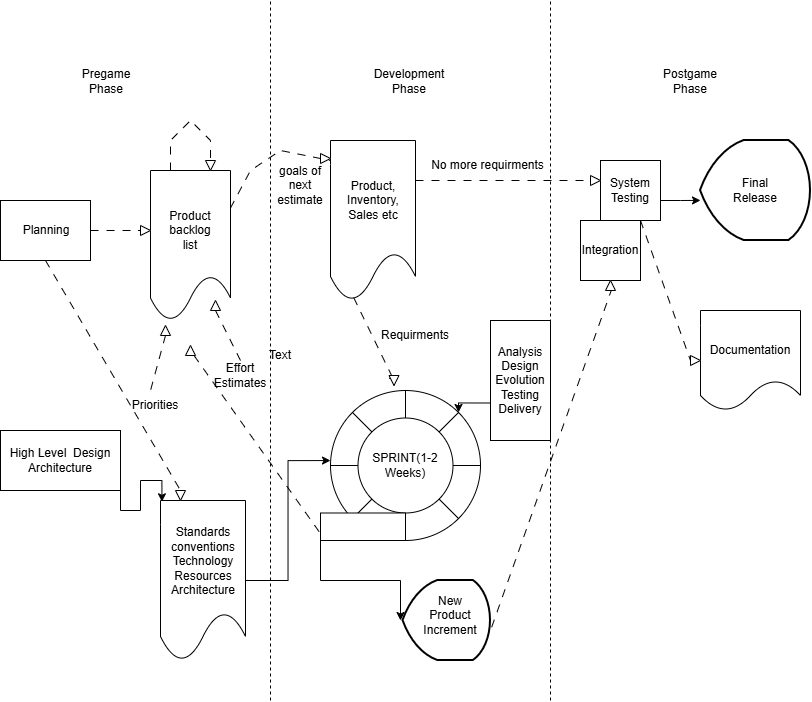 Pregame
Phase
Development
Phase
Postgame
Phase
Planning
Product
backlog
list
goals of
next
estimate
Product,
Inventory,
Sales etc
No more requirments
System
Testing
Integration
Final
Release
Documentation
Requirments
Analysis
Design
Evolution
Testing
Delivery
Text
Effort
Estimates
Priorities
High Level  Design
Architecture
SPRINT(1-2
Weeks)
Standards
conventions
Technology
Resources
Architecture
New
Product
Increment